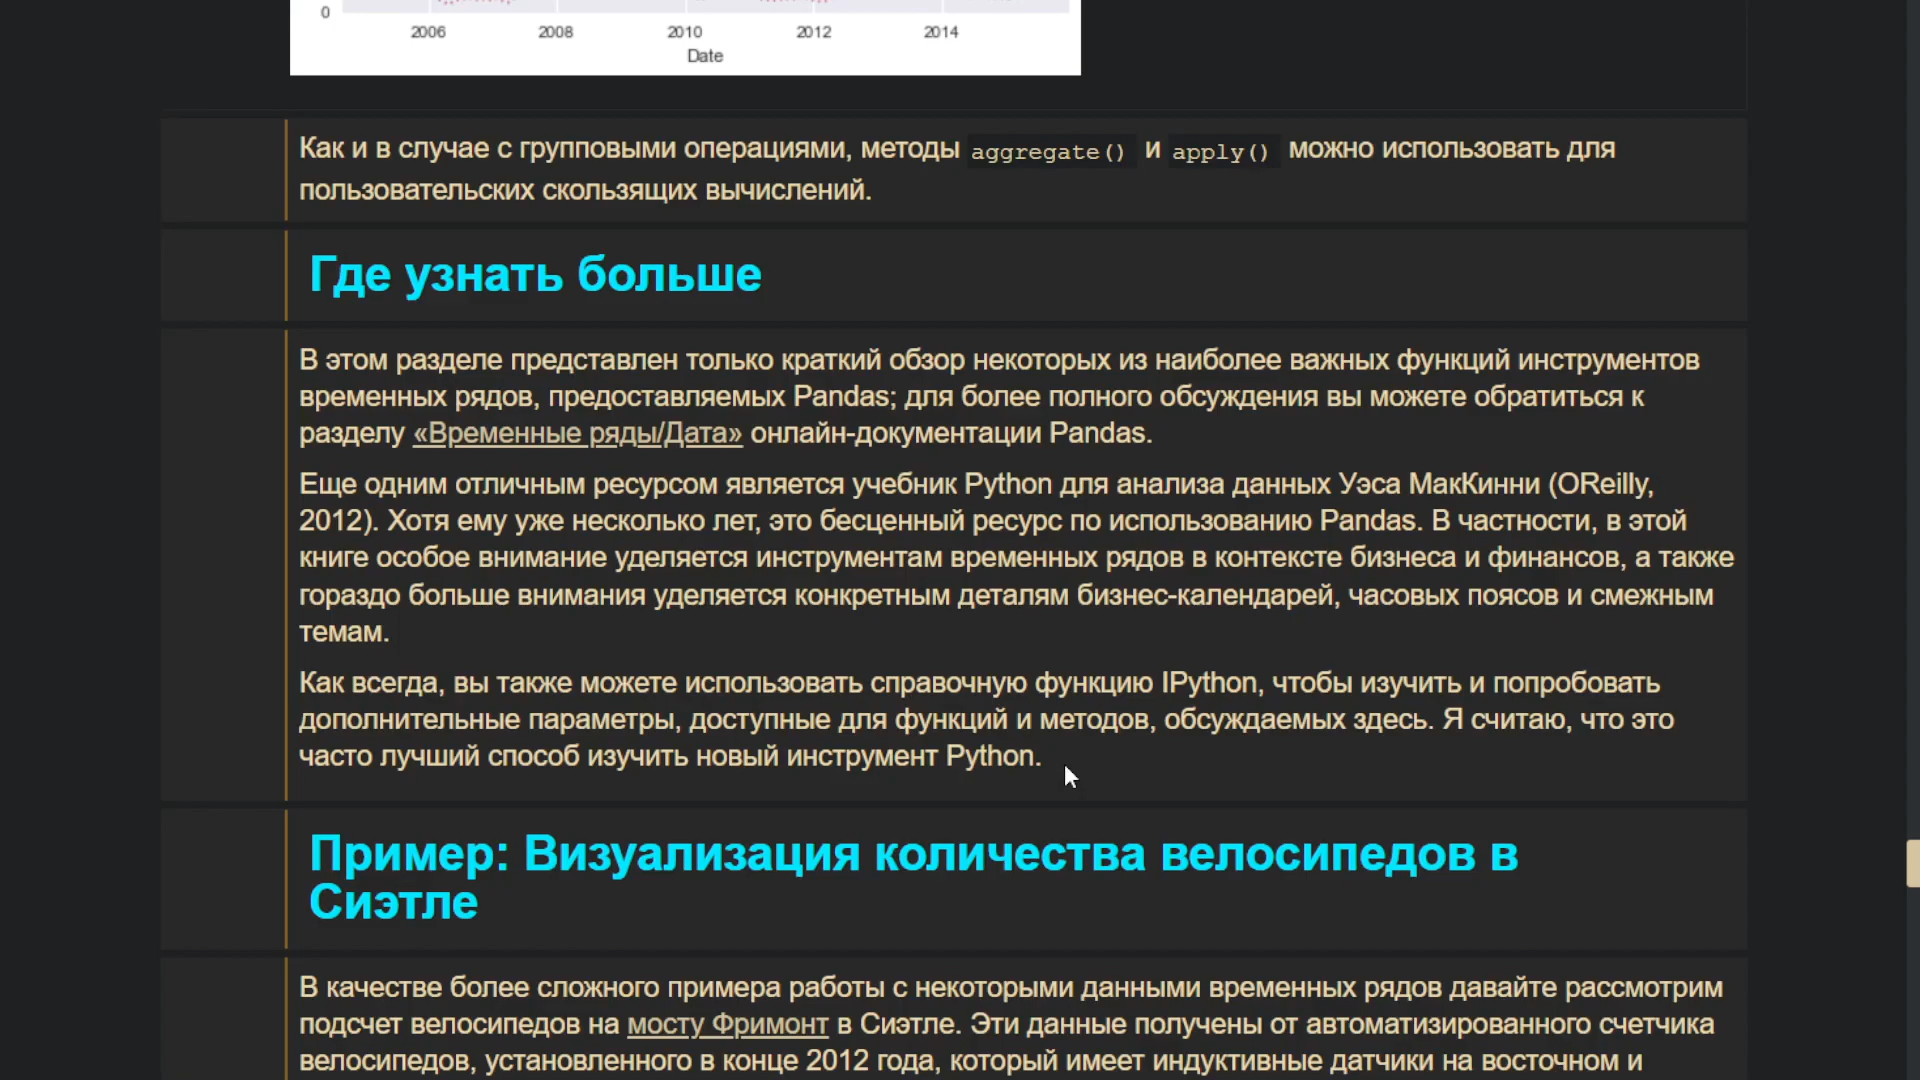 0
2006 2008 2010 2012 2014
Date
Как и в случае с групповыми операциями, методы aggregate() и apply() можно использовать для
пользовательских скользящих вычислений.
Где узнать больше
В этом разделе представлен только краткий обзор некоторых из наиболее важных функций инструментов
временных рядов, предоставляемых Pandas; для более полного обсуждения вы можете обратиться к
разделу «Временные ряды/Дата» онлайн-документации Pandas.
Еще одним отличным ресурсом является учебник Python для анализа данных Уэса МакКинни (OReilly,
2012). Хотя ему уже несколько лет, это бесценный ресурс по использованию Pandas. В частности, в этой
книге особое внимание уделяется инструментам временных рядов в контексте бизнеса и финансов, а также
гораздо больше внимания уделяется конкретным деталям бизнес-календарей, часовых поясов и смежным
темам.
Как всегда, вы также можете использовать справочную функцию IPython, чтобы изучить и попробовать
дополнительные параметры, доступные для функций и методов, обсуждаемых здесь. Я считаю, что это
часто лучший способ изучить новый инструмент Python.
Пример: Визуализация количества велосипедов в
Сиэтле
В качестве более сложного примера работы с некоторыми данными временных рядов давайте рассмотрим
подсчет велосипедов на мосту Фримонт в Сиэтле. Эти данные получены от автоматизированного счетчика
велосипедов, установленного в конце 2012 года, который имеет индуктивные датчики на восточном и